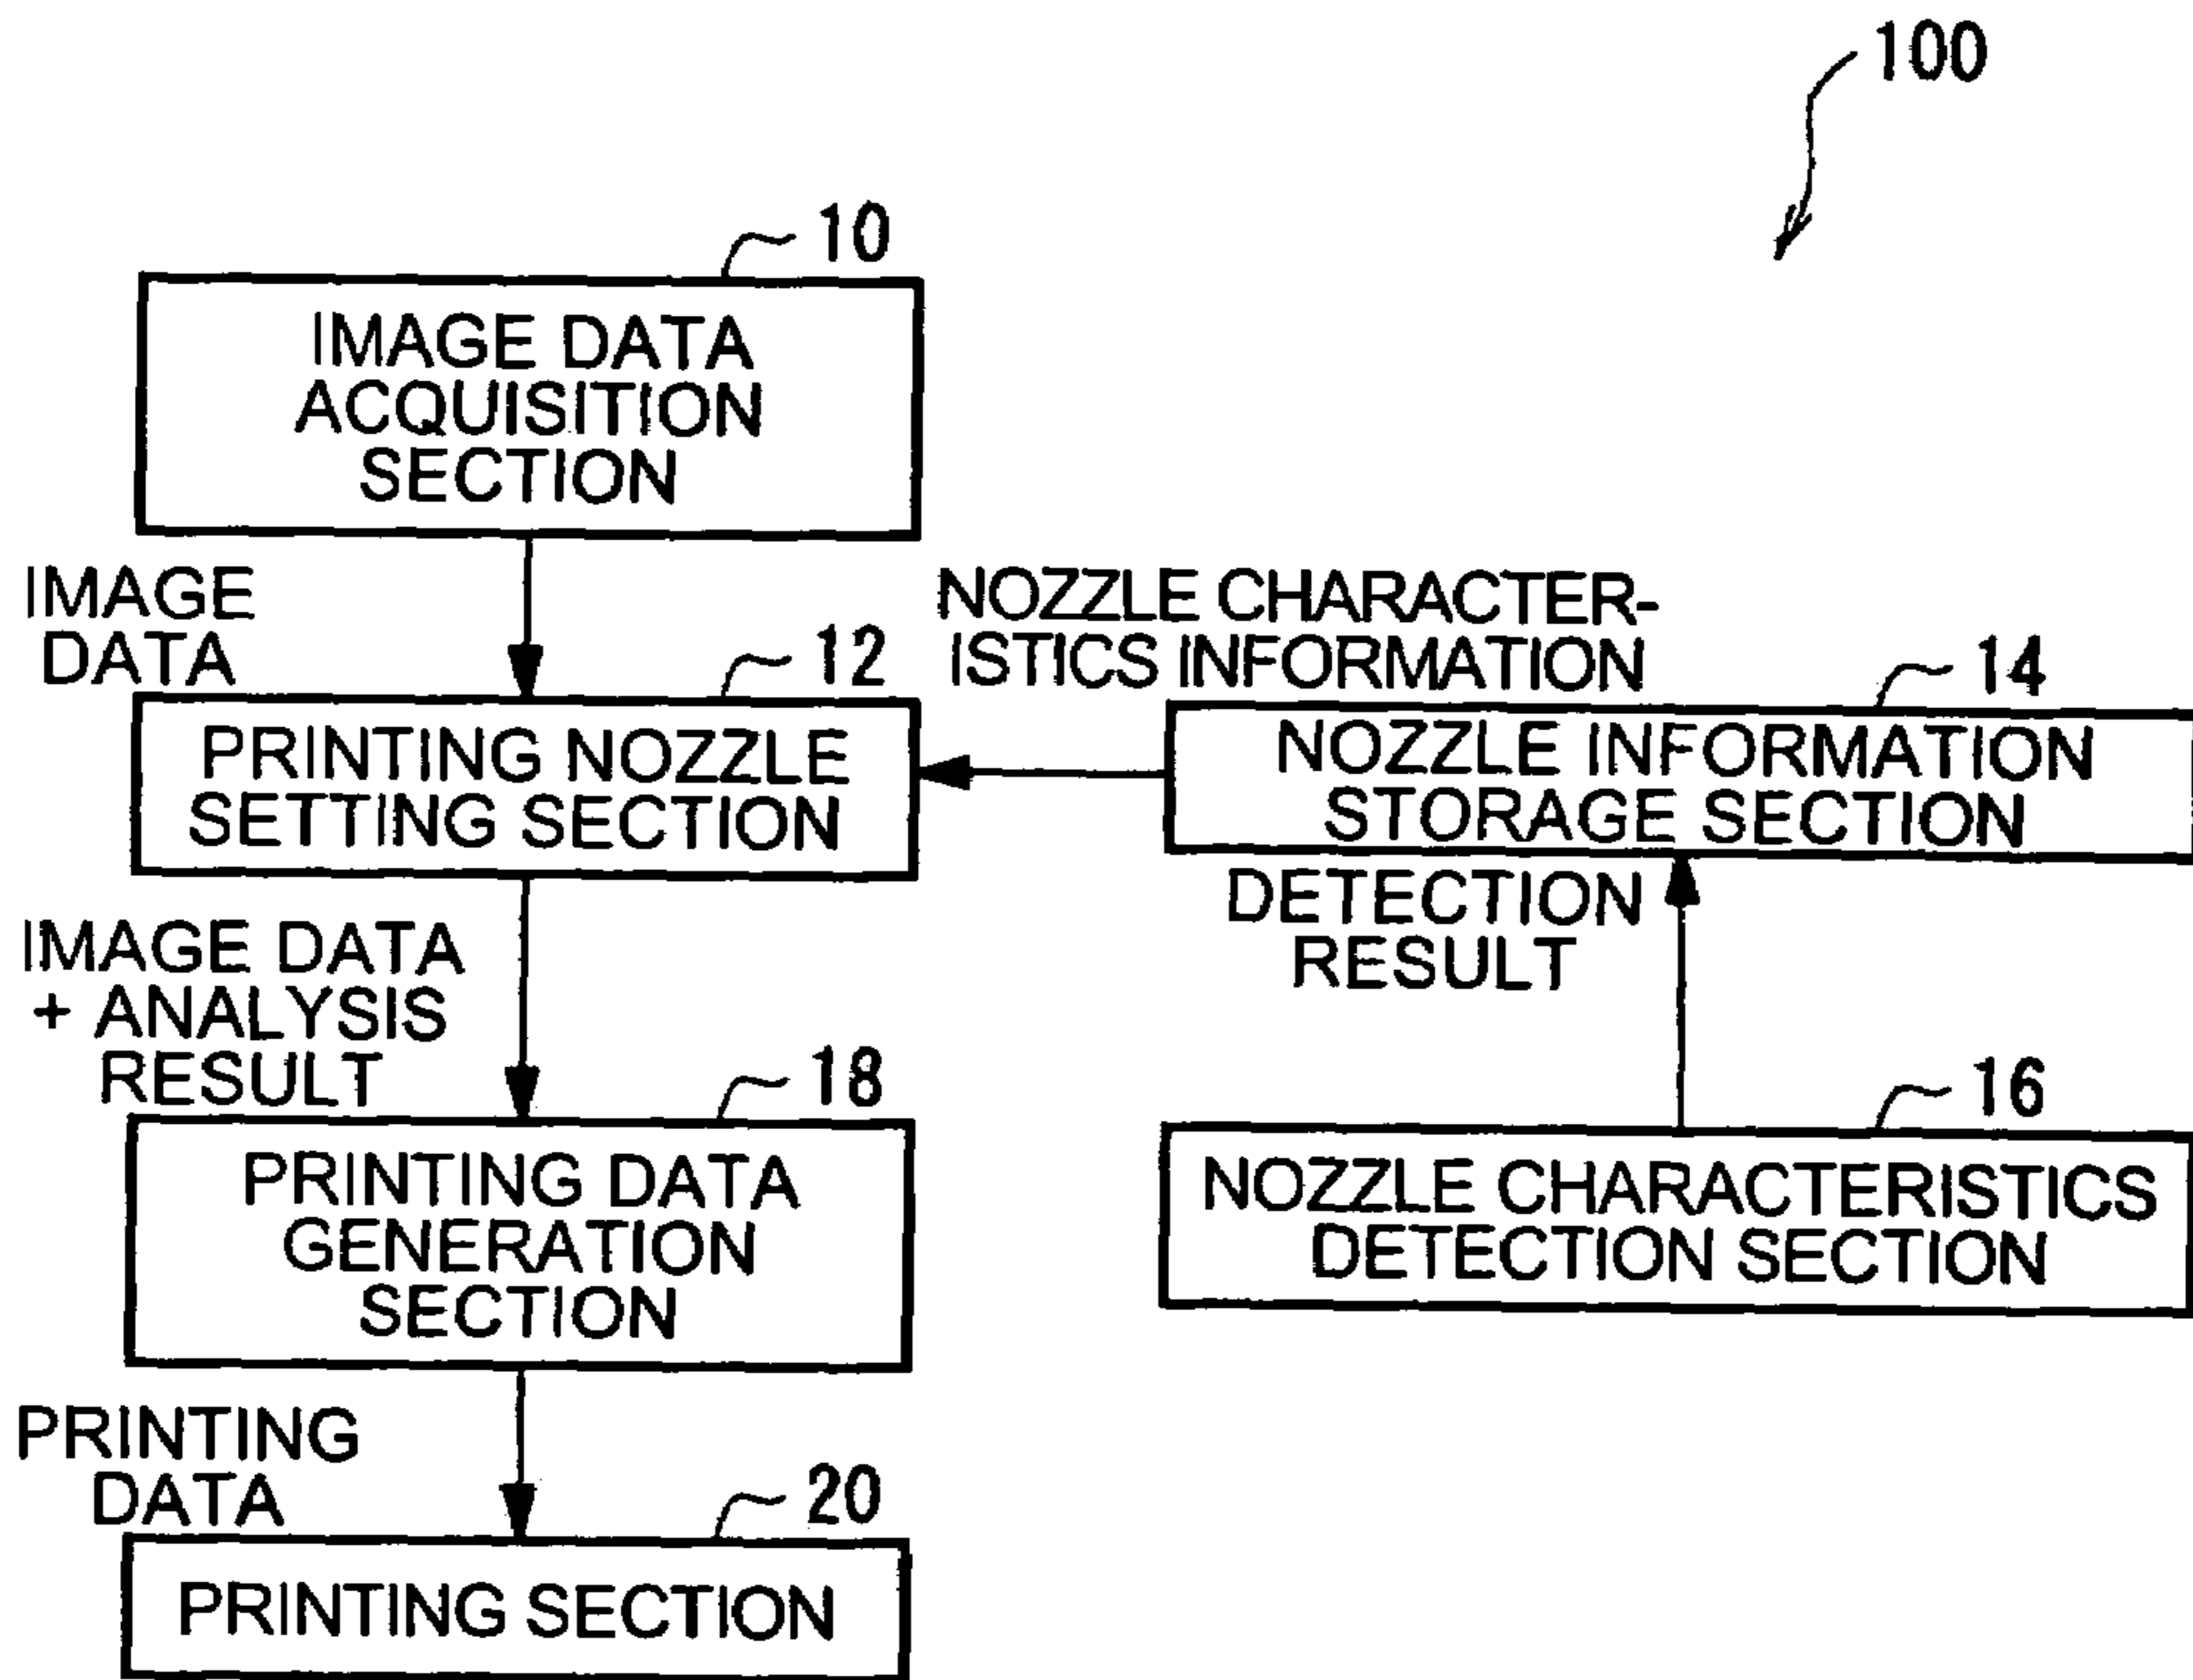 100
10
IMAGE DATA
ACQUISITION
SECTION
IMAGE
DATA
12
NOZZLE CHARACTER-
ISTICS INFORMATION
14
PRINTING NOZZLE
SETTING SECTION
NOZZLE INFORMATION
STORAGE SECTION
IMAGE DATA
+ ANALYSIS
RESULT
DETECTION
RESULT
18
16
PRINTING DATA
GENERATION
SECTION
NOZZLE CHARACTERISTICS
DETECTION SECTION
PRINTING
DATA
20
PRINTING SECTION